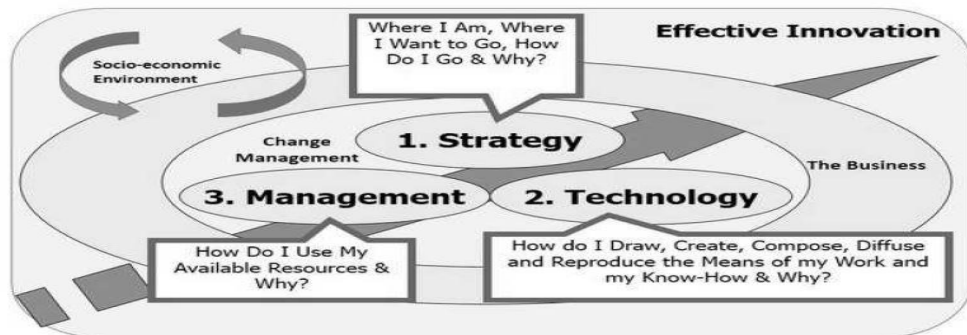 Where I Am, Where
I Want to Go, How
Do I Go & Why?
Effective Innovation
Socio-economic
Environment
Change
Management
1. Strategy
The Business
3. Management
2. Technology
How Do I Use My
Available Resources &
Why?
How do I Draw, Create, Compose, Diffuse
and Reproduce the Means of my Work and
my Know-How & Why?